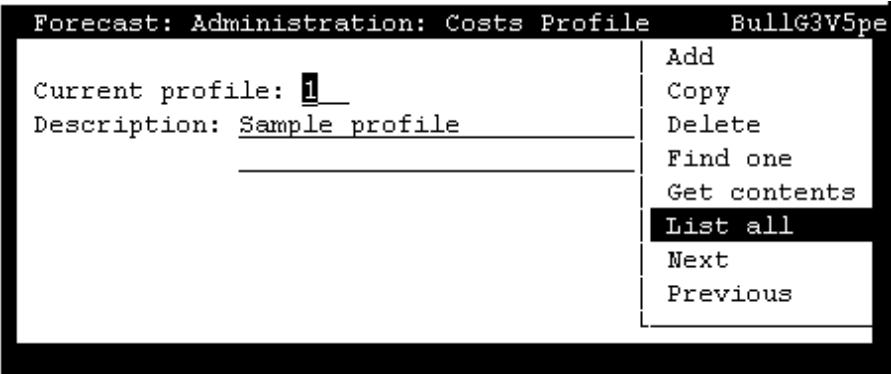 Forecast: Administration: Costs Profile BullG3V5pe
Current profile: 1
Description: Sample profile
Add
Copy
Delete
Find one
Get contents
List all
Next
Previous